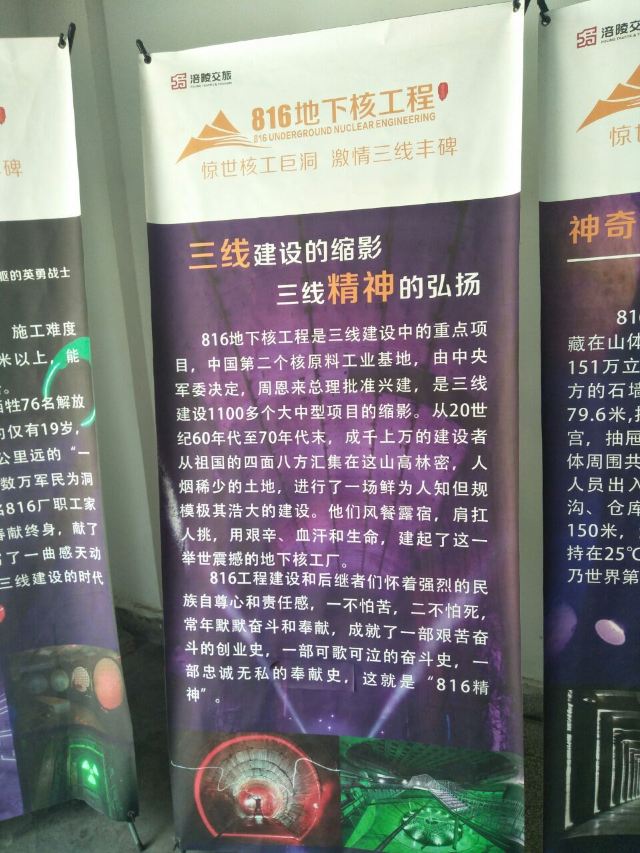 涪陵交旅
816地下核工程
816 UNDERGROUND NUCLEAR ENGINEERING
惊世核工巨洞 激情三线丰碑
三线建设的缩影
三线精神的弘扬
816地下核工程是三线建设中的重点项
目，中国第二个核原料工业基地，由中央
军委决定，周恩来总理批准兴建，是三线
建设1100多个大中型项目的缩影。从20世
纪60年代至70年代末，成千上万的建设者
从祖国的四面八方汇集在这山高林密，人
烟稀少的土地，进行了一场鲜为人知但规
模极其浩大的建设。他们风餐露宿，肩扛
人挑，用艰辛、血汗和生命，建起了这一
举世震撼的地下核工厂。
816工程建设和后继者们怀着强烈的民
族自尊心和责任感，一不怕苦，二不怕死，
常年默默奋斗和奉献，成就了一部艰苦奋
斗的创业史，一部可歌可泣的奋斗史，一
部忠诚无私的奉献史，这就是“816精
神”。
丰碑
躯的英勇战士
施工难度
米以上，能
牺牲76名解放
仅有19岁，
公里远的“一
数万军民为洞
名816厂职工家
奉献终身，献了
了一曲感天动
三线建设的时代
涪陵交旅
惊
神奇
816
藏在山体
151万立
方的石墙
79.6米,
宫，抽屉
体周围共
人员出入
沟、仓库
150米，
持在25℃
乃世界第